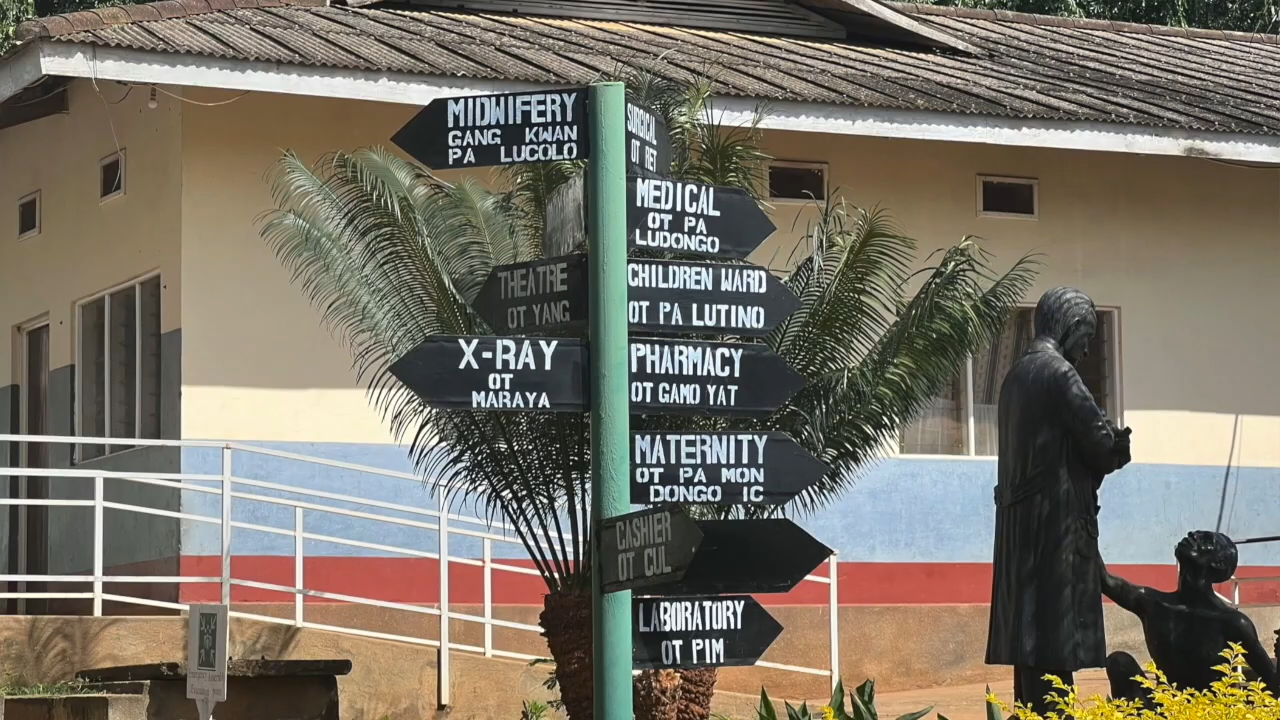 MIDWIFERY
GANG KWAN
PA LUCOLO
SURGICAL
OT RET
MEDICAL
OT PA
LUDONGO
THEATRE
OT YANG
CHILDREN WARD
OT PA LUTINO
X-RAY
OT
MARAYA
PHARMACY
OT GAMO YAT
MATERNITY
OT PA MON
DONGO IC
CASHIER
OT CUL
LABORATORY
OT PIM